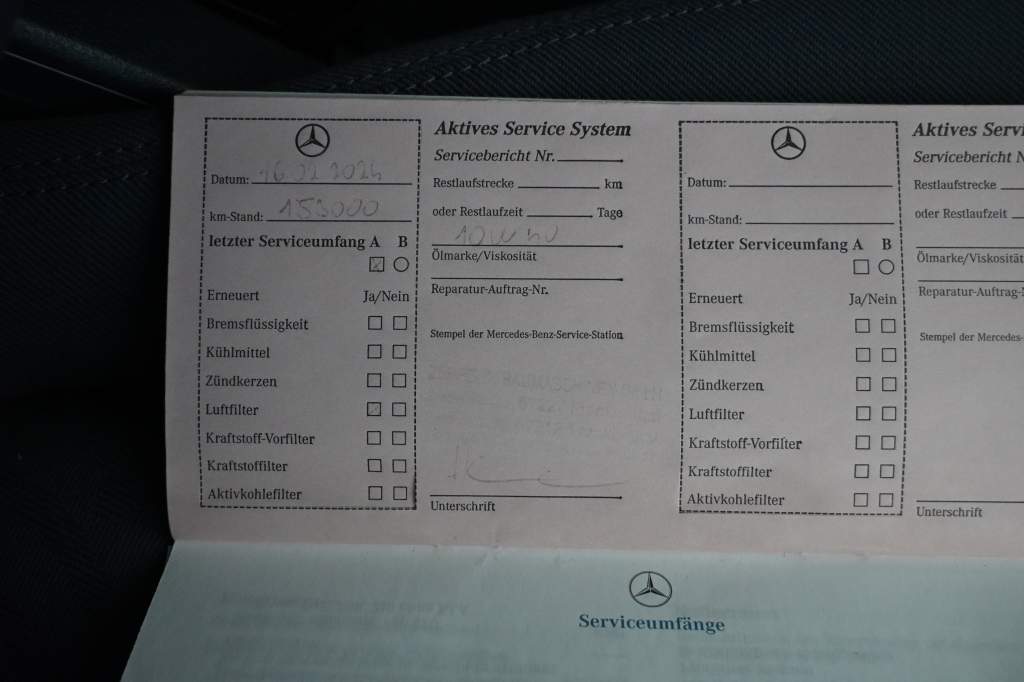 Aktives Service System
Servicebericht Nr.
Datum: 16.02.2024
Restlaufstrecke km
km-Stand: 153000
oder Restlaufzeit Tage
letzter Serviceumfang A B
10W40
Ölmarke/Viskosität
Reparatur-Auftrag-Nr.
Erneuert Ja/Nein
Bremsflüssigkeit
Stempel der Mercedes-Benz-Service-Station
Kühlmittel
Zündkerzen
Luftfilter
Kraftstoff-Vorfilter
Kraftstoffilter
Aktivkohlefilter
Unterschrift
Aktives Servi
Servicebericht N
Datum:
Restlaufstrecke
km-Stand:
oder Restlaufzeit
letzter Serviceumfang A B
Ölmarke/Viskosität
Reparatur-Auftrag-N
Erneuert Ja/Nein
Bremsflüssigkeit
Stempel der Mercedes-
Kühlmittel
Zündkerzen
Luftfilter
Kraftstoff-Vorfilter
Kraftstoffilter
Aktivkohlefilter
Unterschrift
Serviceumfänge